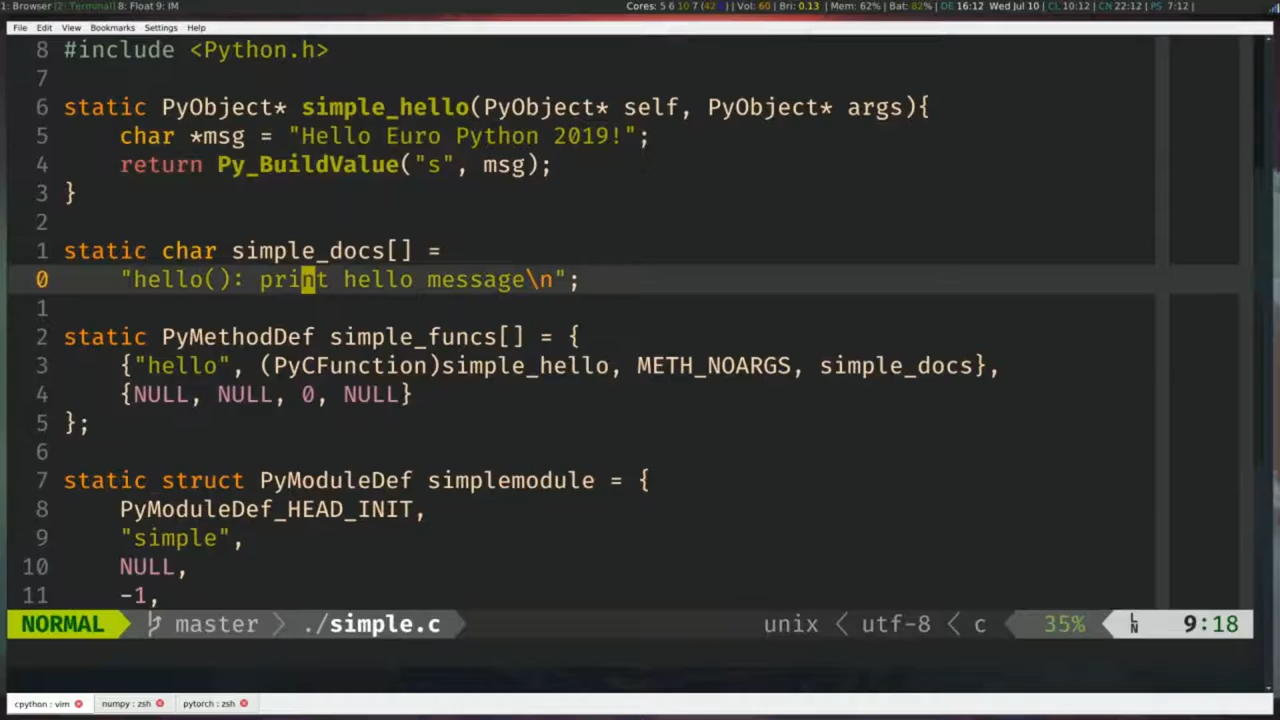 1: Browser [2: Terminal] 8: Float 9: IM
Cores: 5 6 10 7 (42 | Vol: 60 | Bri: 0.13 | Mem: 62% | Bat: 82% | DE 16:12 Wed Jul 10 | CL 10:12 | CN 22:12 | PS 7:12 |
File Edit View Bookmarks Settings Help
8 #include <Python.h>
7
6 static PyObject* simple_hello(PyObject* self, PyObject* args){
5 char *msg = "Hello Euro Python 2019!";
4 return Py_BuildValue("s", msg);
3 }
2
1 static char simple_docs[] =
0 "hello(): print hello message\n";
1
2 static PyMethodDef simple_funcs[] = {
3 {"hello", (PyCFunction)simple_hello, METH_NOARGS, simple_docs},
4 {NULL, NULL, 0, NULL}
5 };
6
7 static struct PyModuleDef simplemodule = {
8 PyModuleDef_HEAD_INIT,
9 "simple",
10 NULL,
11 -1,
NORMAL master ./simple.c unix utf-8 c 35% LN 9:18
cpython : vim numpy : zsh pytorch : zsh